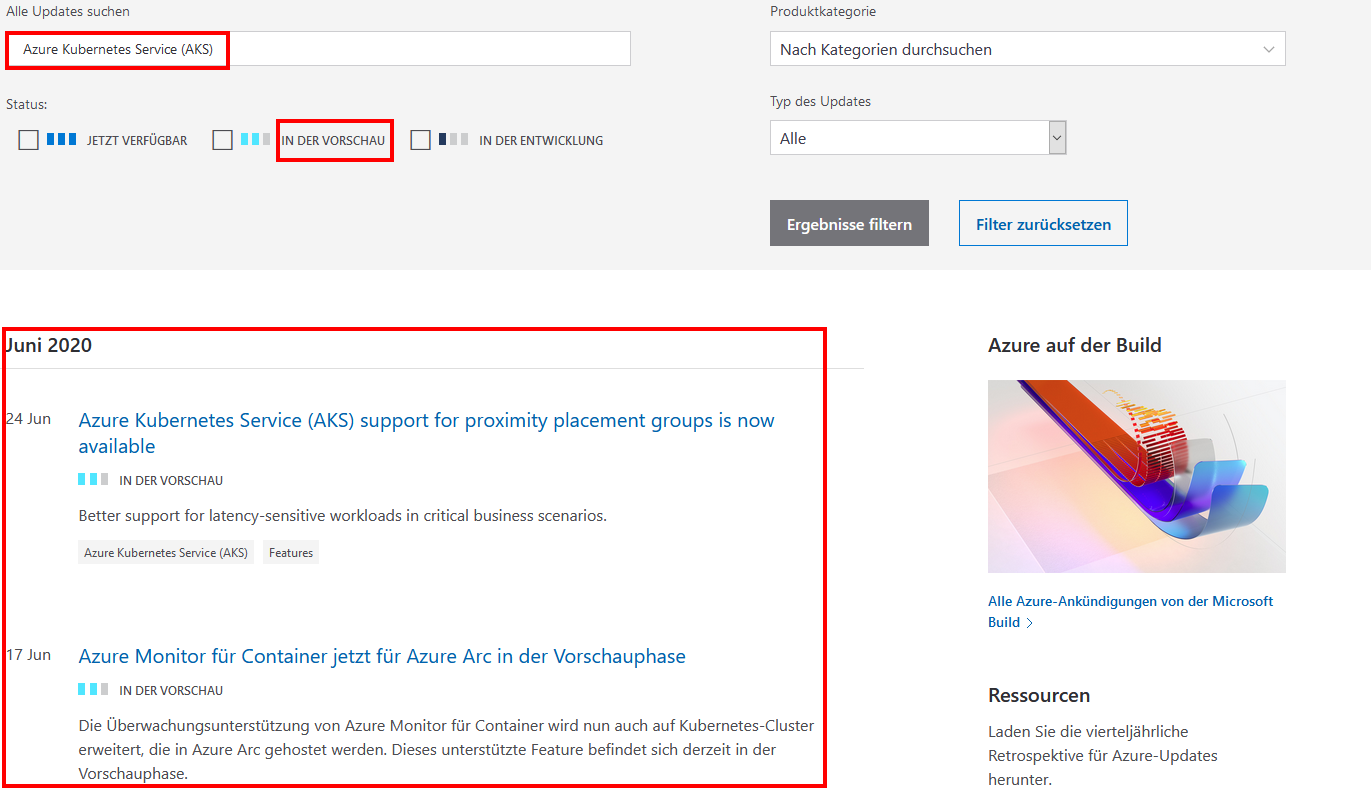 Alle Updates suchen
Azure Kubernetes Service (AKS)
Status:
JETZT VERFÜGBAR
IN DER VORSCHAU
IN DER ENTWICKLUNG
Produktkategorie
Nach Kategorien durchsuchen
Typ des Updates
Alle
Ergebnisse filtern
Filter zurücksetzen
Juni 2020
24 Jun
Azure Kubernetes Service (AKS) support for proximity placement groups is now
available
IN DER VORSCHAU
Better support for latency-sensitive workloads in critical business scenarios.
Azure Kubernetes Service (AKS)
Features
17 Jun
Azure Monitor für Container jetzt für Azure Arc in der Vorschauphase
IN DER VORSCHAU
Die Überwachungsunterstützung von Azure Monitor für Container wird nun auch auf Kubernetes-Cluster
erweitert, die in Azure Arc gehostet werden. Dieses unterstützte Feature befindet sich derzeit in der
Vorschauphase.
Azure auf der Build
Alle Azure-Ankündigungen von der Microsoft
Build
Ressourcen
Laden Sie die vierteljährliche
Retrospektive für Azure-Updates
herunter.